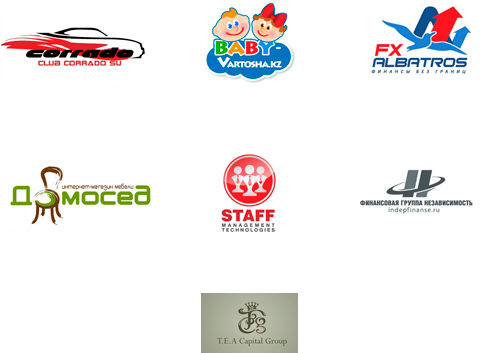 corrado
CLUB CORRADO SU
BABY-
VARTOSHA.KZ
FX
ALBATROS
ФИНАНСЫ БЕЗ ГРАНИЦ
интернет-магазин мебели
Домосед
STAFF
MANAGEMENT
TECHNOLOGIES
ФИНАНСОВАЯ ГРУППА НЕЗАВИСИМОСТЬ
indepfinanse.ru
T.E.A Capital Group